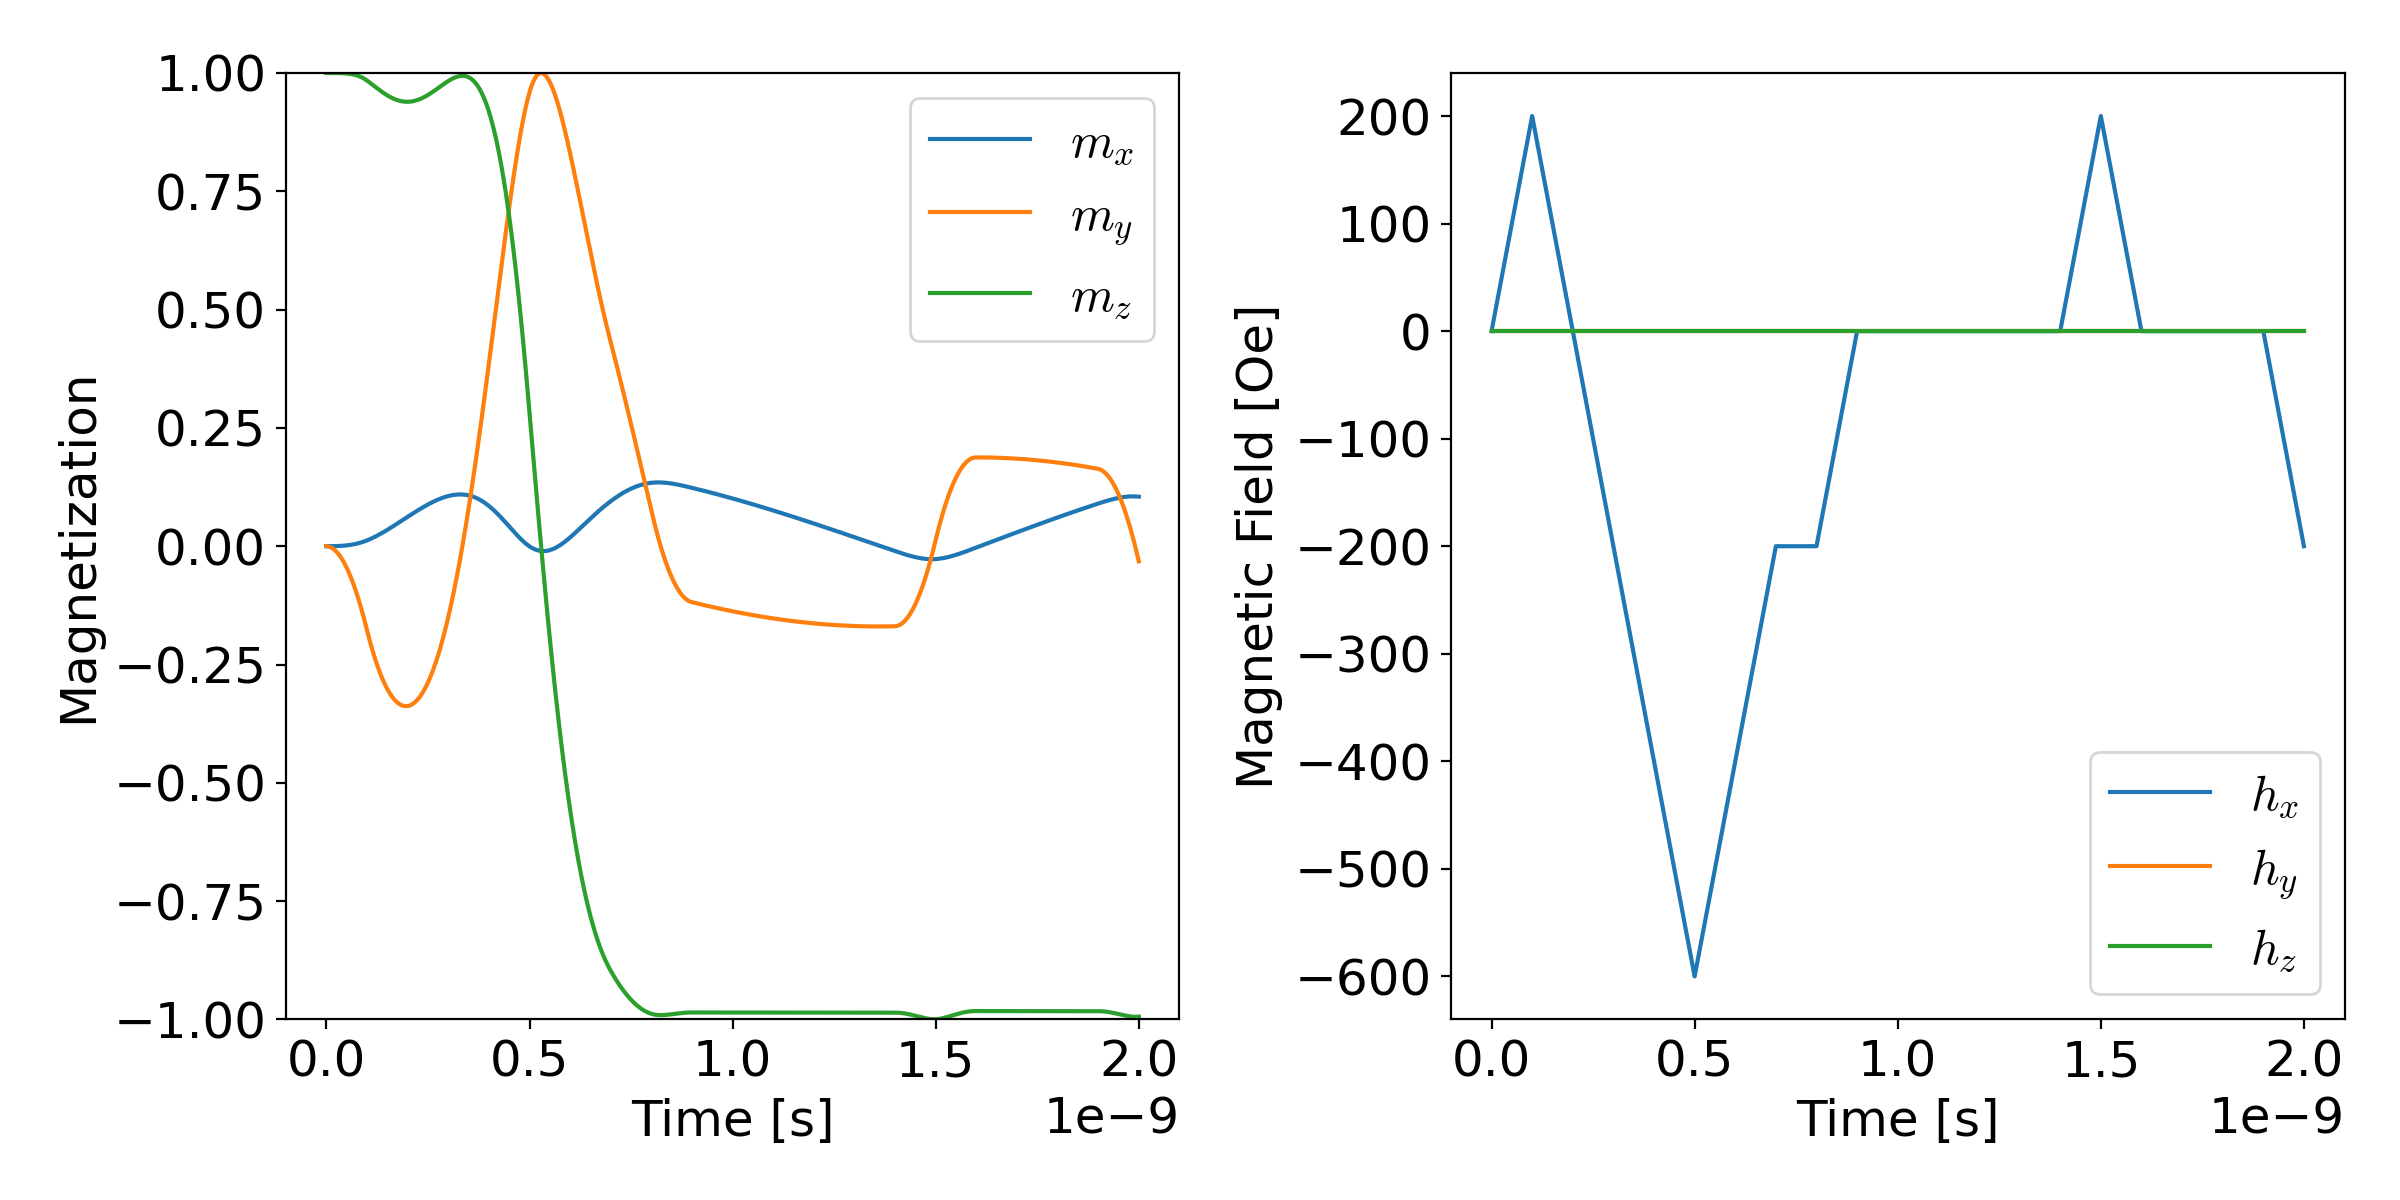 Magnetization
1.00
0.75
0.50
0.25
0.00
−0.25
−0.50
−0.75
−1.00
0.0 0.5 1.0 1.5 2.0
Time [s]
1e−9
m_x
m_y
m_z
Magnetic Field [Oe]
200
100
0
−100
−200
−300
−400
−500
−600
0.0 0.5 1.0 1.5 2.0
Time [s]
1e−9
h_x
h_y
h_z